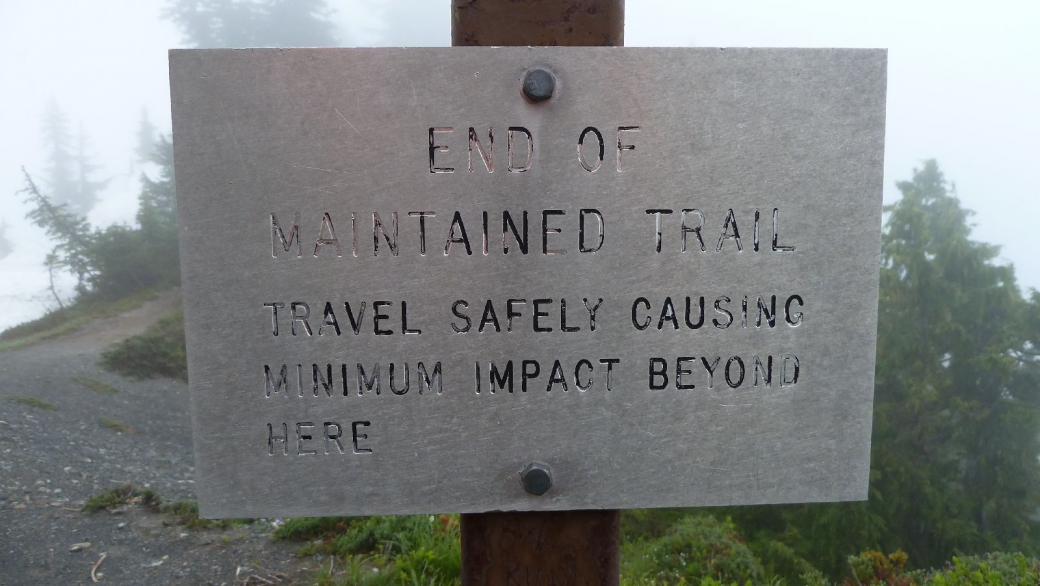 END OF
MAINTAINED TRAIL
TRAVEL SAFELY CAUSING
MINIMUM IMPACT BEYOND
HERE